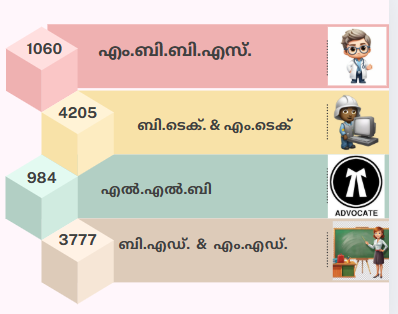 1060
എം.ബി.ബി.എസ്.
4205
ബി.ടെക്. & എം.ടെക്
984
എൽ.എൽ.ബി
ADVOCATE
3777
ബി.എഡ്. & എം.എഡ്.